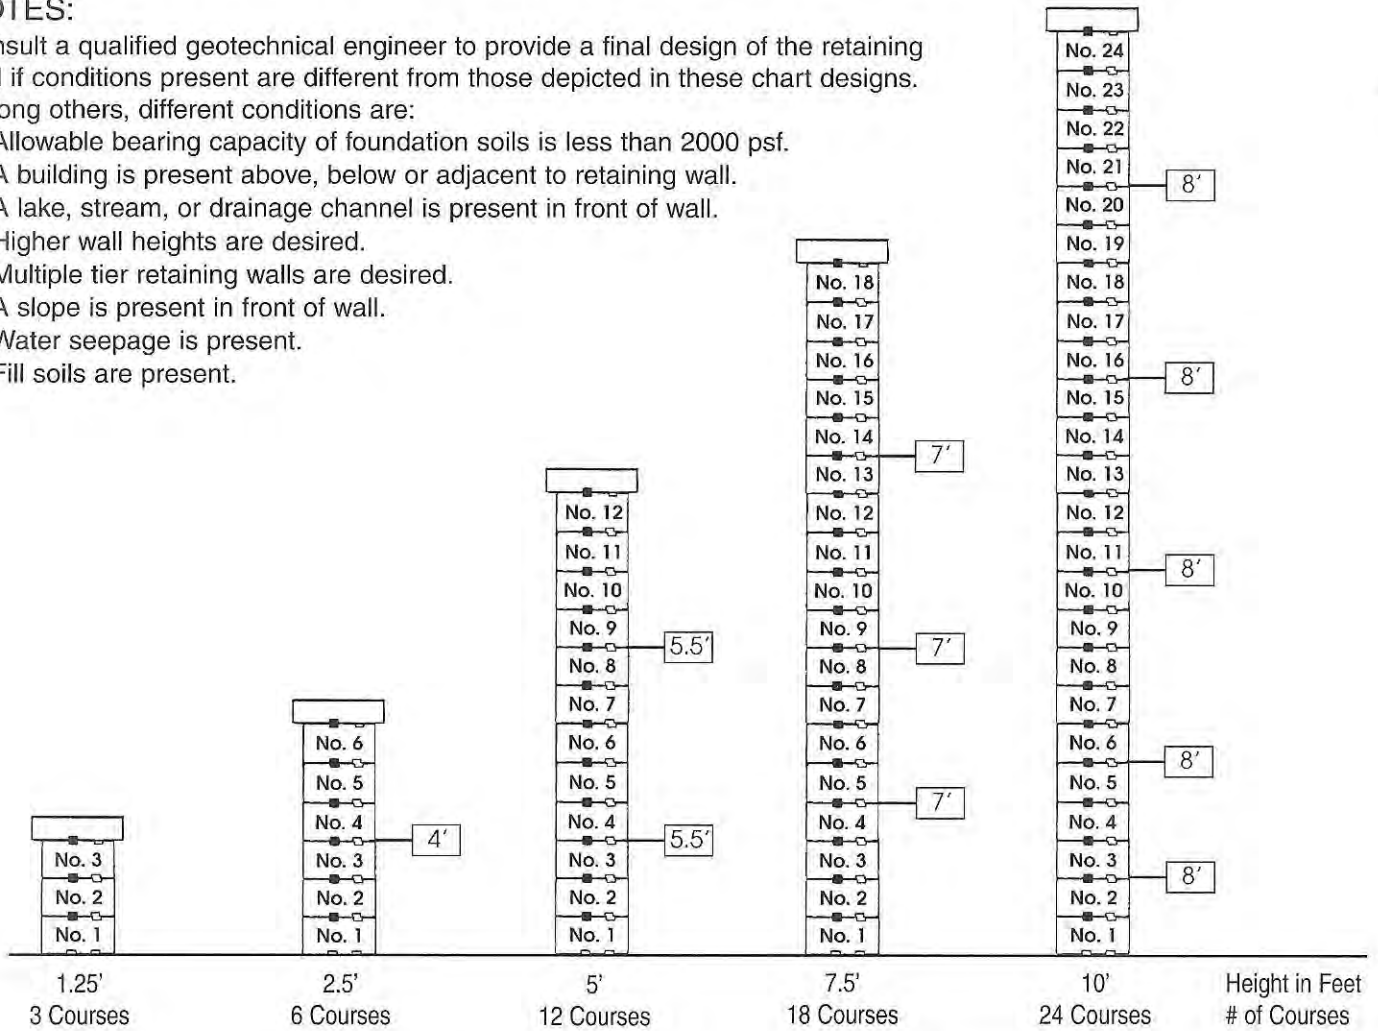 OTES:
nsult a qualified geotechnical engineer to provide a final design of the retaining
l if conditions present are different from those depicted in these chart designs.
ong others, different conditions are:
Allowable bearing capacity of foundation soils is less than 2000 psf.
A building is present above, below or adjacent to retaining wall.
A lake, stream, or drainage channel is present in front of wall.
Higher wall heights are desired.
Multiple tier retaining walls are desired.
A slope is present in front of wall.
Water seepage is present.
Fill soils are present.
No. 3
No. 2
No. 1
No. 6
No. 5
No. 4
4'
No. 3
No. 2
No. 1
No. 12
No. 11
No. 10
No. 9
5.5'
No. 8
No. 7
No. 6
No. 5
No. 4
5.5'
No. 3
No. 2
No. 1
No. 18
No. 17
No. 16
No. 15
No. 14
7'
No. 13
No. 12
No. 11
No. 10
No. 9
7'
No. 8
No. 7
No. 6
No. 5
7'
No. 4
No. 3
No. 2
No. 1
No. 24
No. 23
No. 22
No. 21
8'
No. 20
No. 19
No. 18
No. 17
No. 16
8'
No. 15
No. 14
No. 13
No. 12
No. 11
8'
No. 10
No. 9
No. 8
No. 7
No. 6
8'
No. 5
No. 4
No. 3
8'
No. 2
No. 1
1.25' 2.5' 5' 7.5' 10' Height in Feet
3 Courses 6 Courses 12 Courses 18 Courses 24 Courses # of Courses